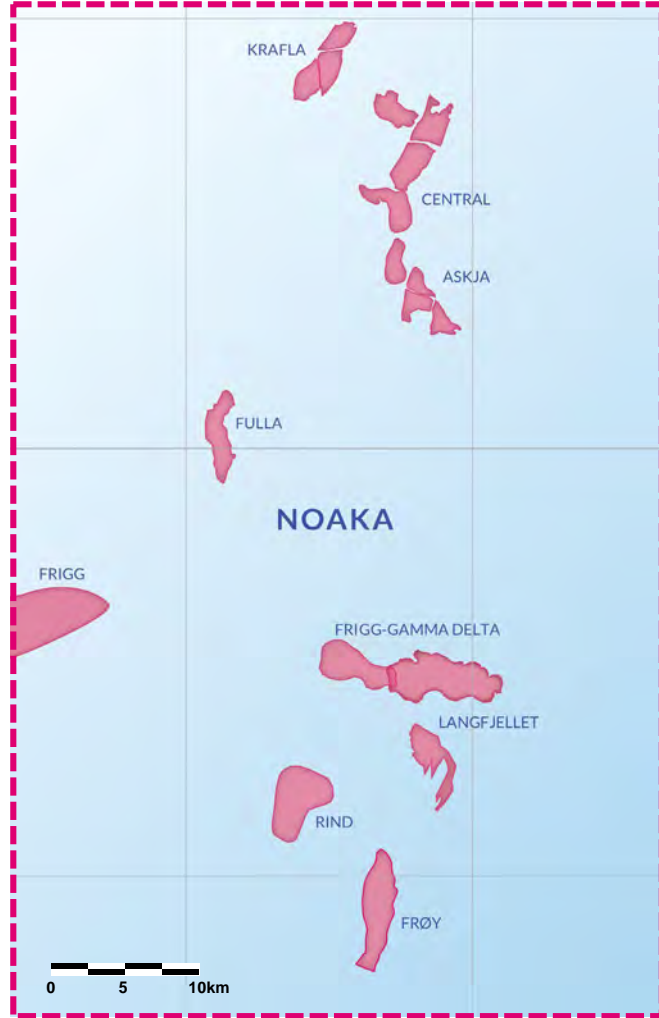 KRAFLA
CENTRAL
ASKJA
FULLA
NOAKA
FRIGG
FRIGG-GAMMA DELTA
LANGFJELLET
RIND
FRØY
0 5 10km